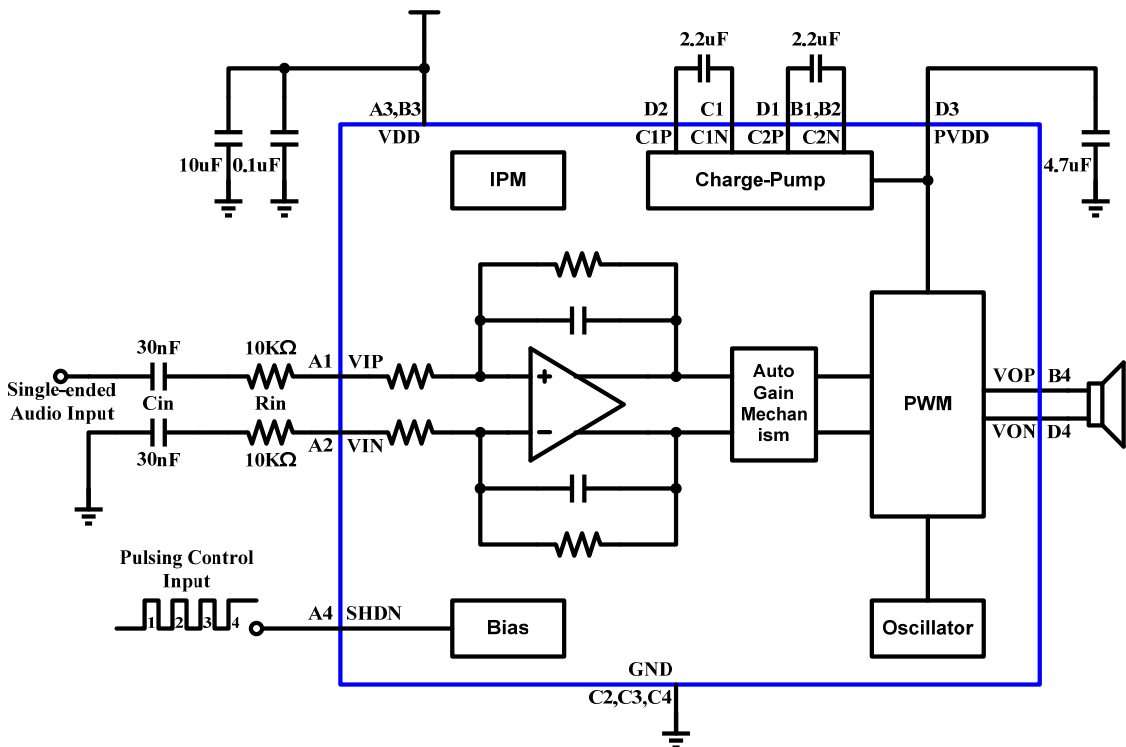 2.2uF
2.2uF
A3,B3
D2
C1
D1
B1,B2
D3
VDD
C1P
C1N
C2P
C2N
PVDD
10uF
0.1uF
4.7uF
IPM
Charge-Pump
30nF
10KΩ
A1
VIP
Single-ended
Audio Input
Cin
Rin
+
Auto
Gain
Mechan
ism
PWM
VOP
B4
VON
D4
−
A2
VIN
30nF
10KΩ
Pulsing Control
Input
1
2
3
4
A4
SHDN
Bias
Oscillator
GND
C2,C3,C4